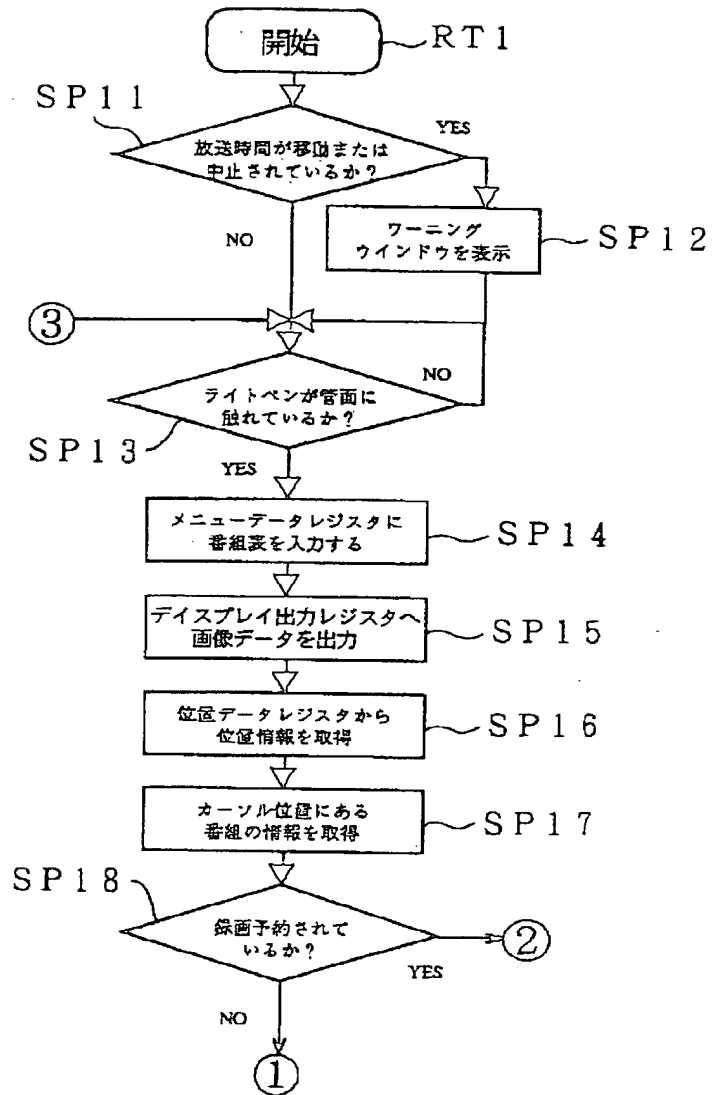 開始
RT1
SP11
放送時間が移動または
中止されているか?
YES
NO
ワーニング
ウインドウを表示
SP12
③
ライトペンが管面に
触れているか?
NO
SP13
YES
メニューデータレジスタに
番組表を入力する
SP14
デイスプレイ出力レジスタへ
画像データを出力
SP15
位置データレジスタから
位置情報を取得
SP16
カーソル位置にある
番組の情報を取得
SP17
SP18
録画予約されて
いるか?
②
YES
NO
①